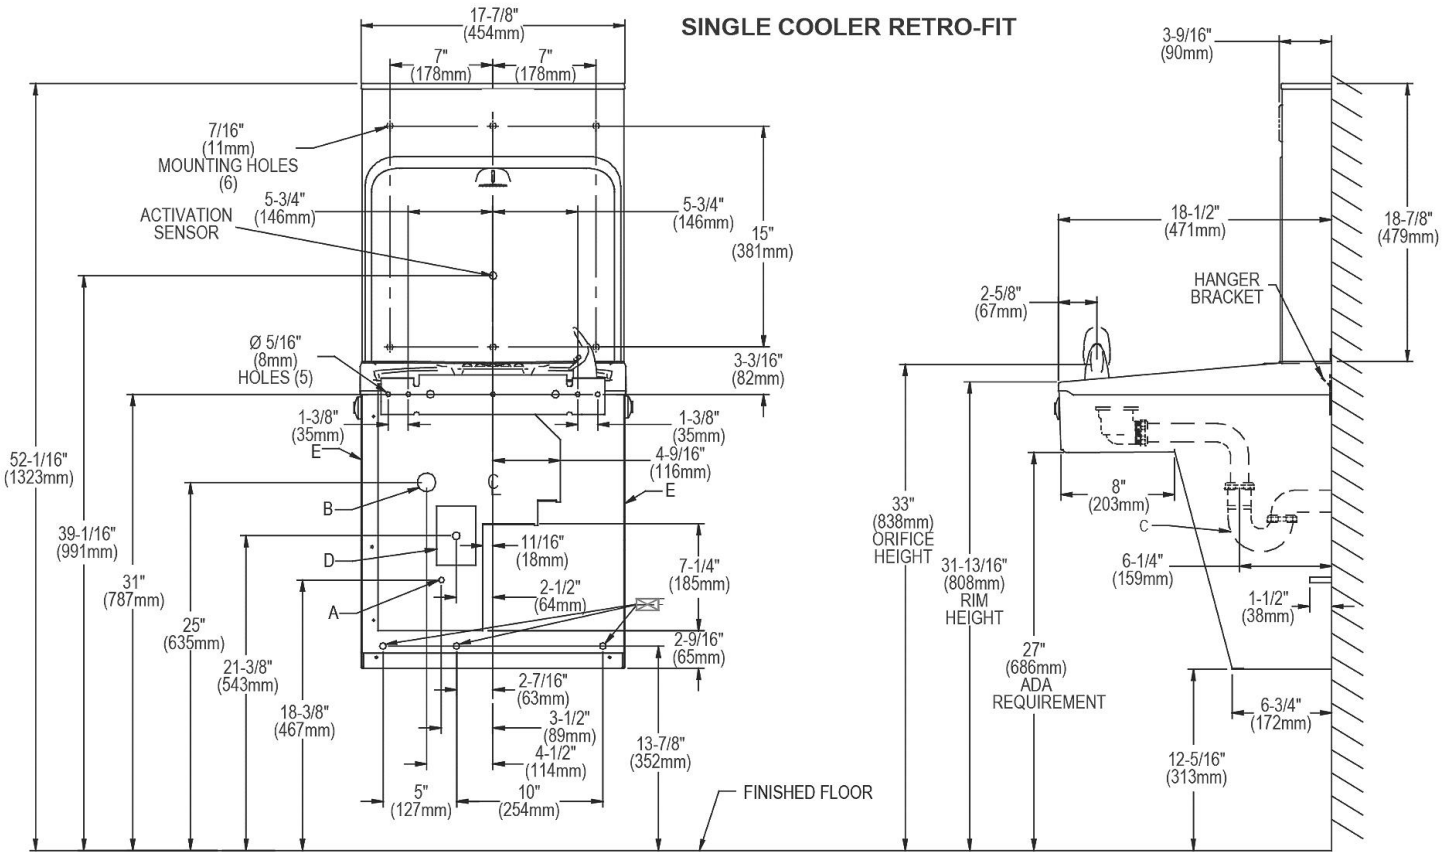 SINGLE COOLER RETRO-FIT
17-7/8"
(454mm)
7"
(178mm)
7"
(178mm)
7/16"
(11mm)
MOUNTING HOLES
(6)
5-3/4"
(146mm)
5-3/4"
(146mm)
ACTIVATION
SENSOR
15"
(381mm)
Ø 5/16"
(8mm)
HOLES (5)
3-3/16"
(82mm)
1-3/8"
(35mm)
1-3/8"
(35mm)
E
4-9/16"
(116mm)
E
52-1/16"
(1323mm)
39-1/16"
(991mm)
31"
(787mm)
25"
(635mm)
21-3/8"
(543mm)
18-3/8"
(467mm)
B
C
L
D
A
11/16"
(18mm)
7-1/4"
(185mm)
2-1/2"
(64mm)
2-9/16"
(65mm)
2-7/16"
(63mm)
3-1/2"
(89mm)
4-1/2"
(114mm)
13-7/8"
(352mm)
5"
(127mm)
10"
(254mm)
FINISHED FLOOR
3-9/16"
(90mm)
18-1/2"
(471mm)
18-7/8"
(479mm)
HANGER
BRACKET
2-5/8"
(67mm)
33"
(838mm)
ORIFICE
HEIGHT
8"
(203mm)
C
31-13/16"
(808mm)
RIM
HEIGHT
6-1/4"
(159mm)
1-1/2"
(38mm)
27"
(686mm)
ADA
REQUIREMENT
6-3/4"
(172mm)
12-5/16"
(313mm)